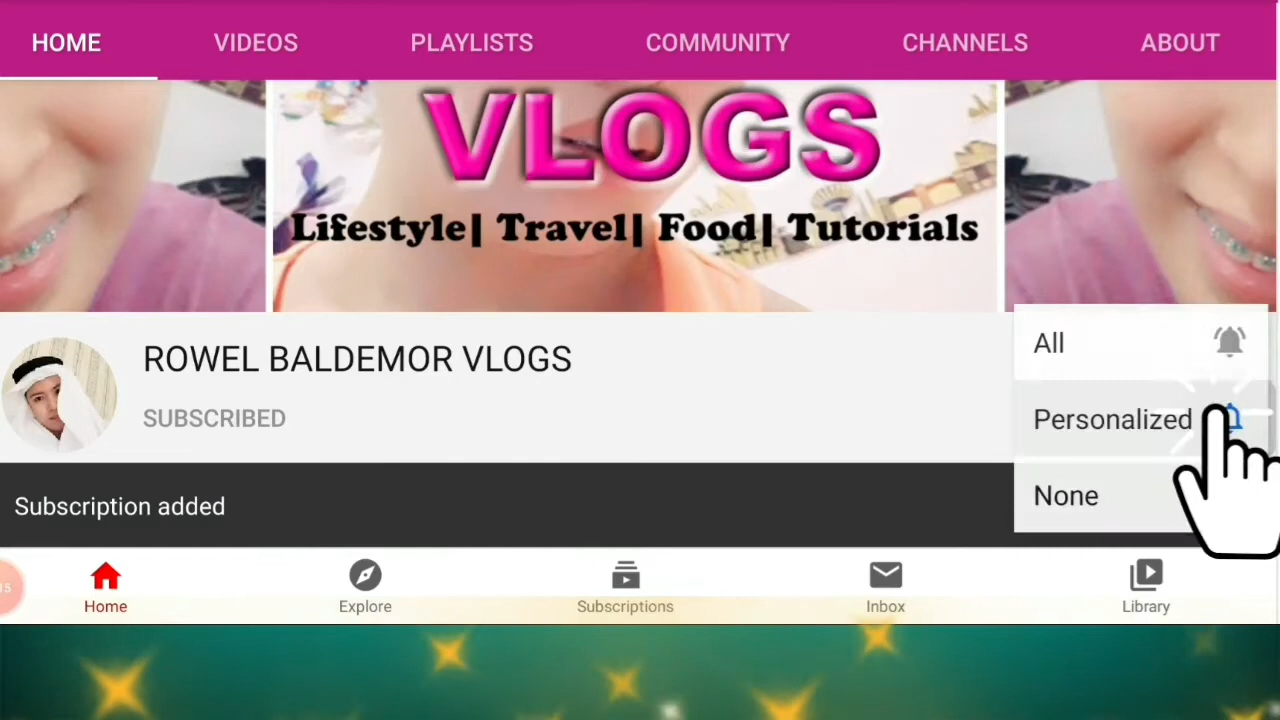 HOME VIDEOS PLAYLISTS COMMUNITY CHANNELS ABOUT
VLOGS
Lifestyle| Travel| Food| Tutorials
ROWEL BALDEMOR VLOGS
SUBSCRIBED
All
Personalized
None
Subscription added
15
Home Explore Subscriptions Inbox Library